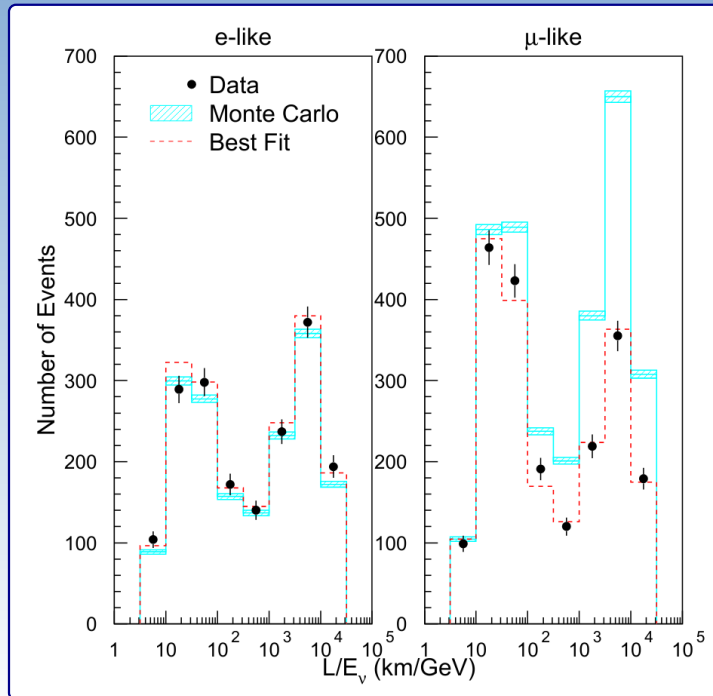 e-like
μ-like
Data
Monte Carlo
Best Fit
Number of Events
700
600
500
400
300
200
100
0
1 10 10² 10³ 10⁴ 10⁵
700
600
500
400
300
200
100
0
1 10 10² 10³ 10⁴ 10⁵
L/Eᵥ (km/GeV)